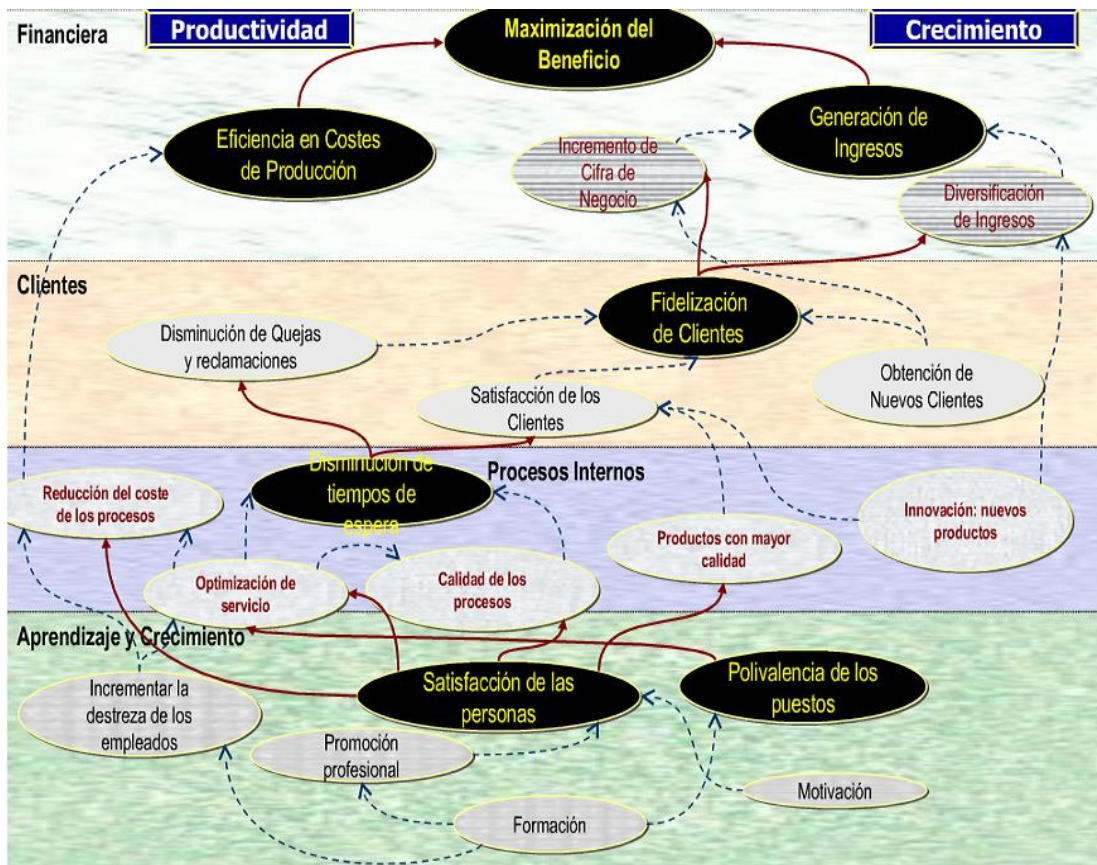 Financiera
Productividad
Maximización del
Beneficio
Crecimiento
Eficiencia en Costes
de Producción
Incremento de
Cifra de
Negocio
Generación de
Ingresos
Diversificación
de Ingresos
Clientes
Fidelización
de Clientes
Disminución de Quejas
y reclamaciones
Satisfacción de los
Clientes
Obtención de
Nuevos Clientes
Procesos Internos
Reducción del coste
de los procesos
Disminución de
tiempos de
espera
Productos con mayor
calidad
Innovación: nuevos
productos
Optimización de
servicio
Calidad de los
procesos
Aprendizaje y Crecimiento
Incrementar la
destreza de los
empleados
Satisfacción de las
personas
Polivalencia de los
puestos
Promoción
profesional
Motivación
Formación